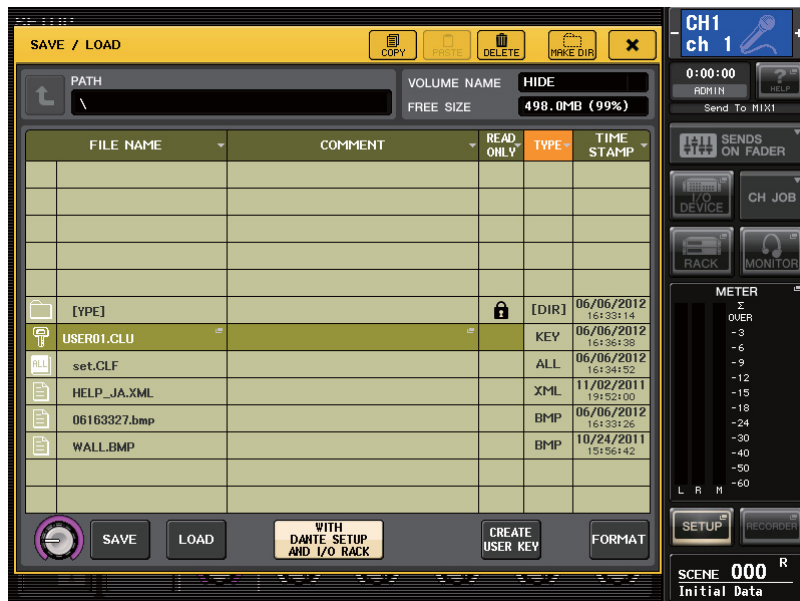 SAVE / LOAD
COPY
PASTE
DELETE
MAKE DIR
PATH
\
VOLUME NAME HIDE
FREE SIZE 498.0MB (99%)
FILE NAME COMMENT READ ONLY TYPE TIME STAMP
[YPE] [DIR] 06/06/2012 16:33:14
USER01.CLU KEY 06/06/2012 16:36:38
ALL set.CLF ALL 06/06/2012 16:34:52
HELP_JA.XML XML 11/02/2011 19:52:00
06163327.bmp BMP 06/06/2012 16:33:26
WALL.BMP BMP 10/24/2011 15:56:42
SAVE
LOAD
WITH
DANTE SETUP
AND I/O RACK
CREATE
USER KEY
FORMAT
- CH1 +
ch 1
0:00:00
ADMIN
?
HELP
Send To MIX1
SENDS
ON FADER
I/O
DEVICE
CH JOB
RACK
MONITOR
METER
Σ
OVER
-3
-6
-9
-12
-15
-18
-24
-30
-40
-50
-60
L R M
SETUP
RECORDER
SCENE 000 R
Initial Data